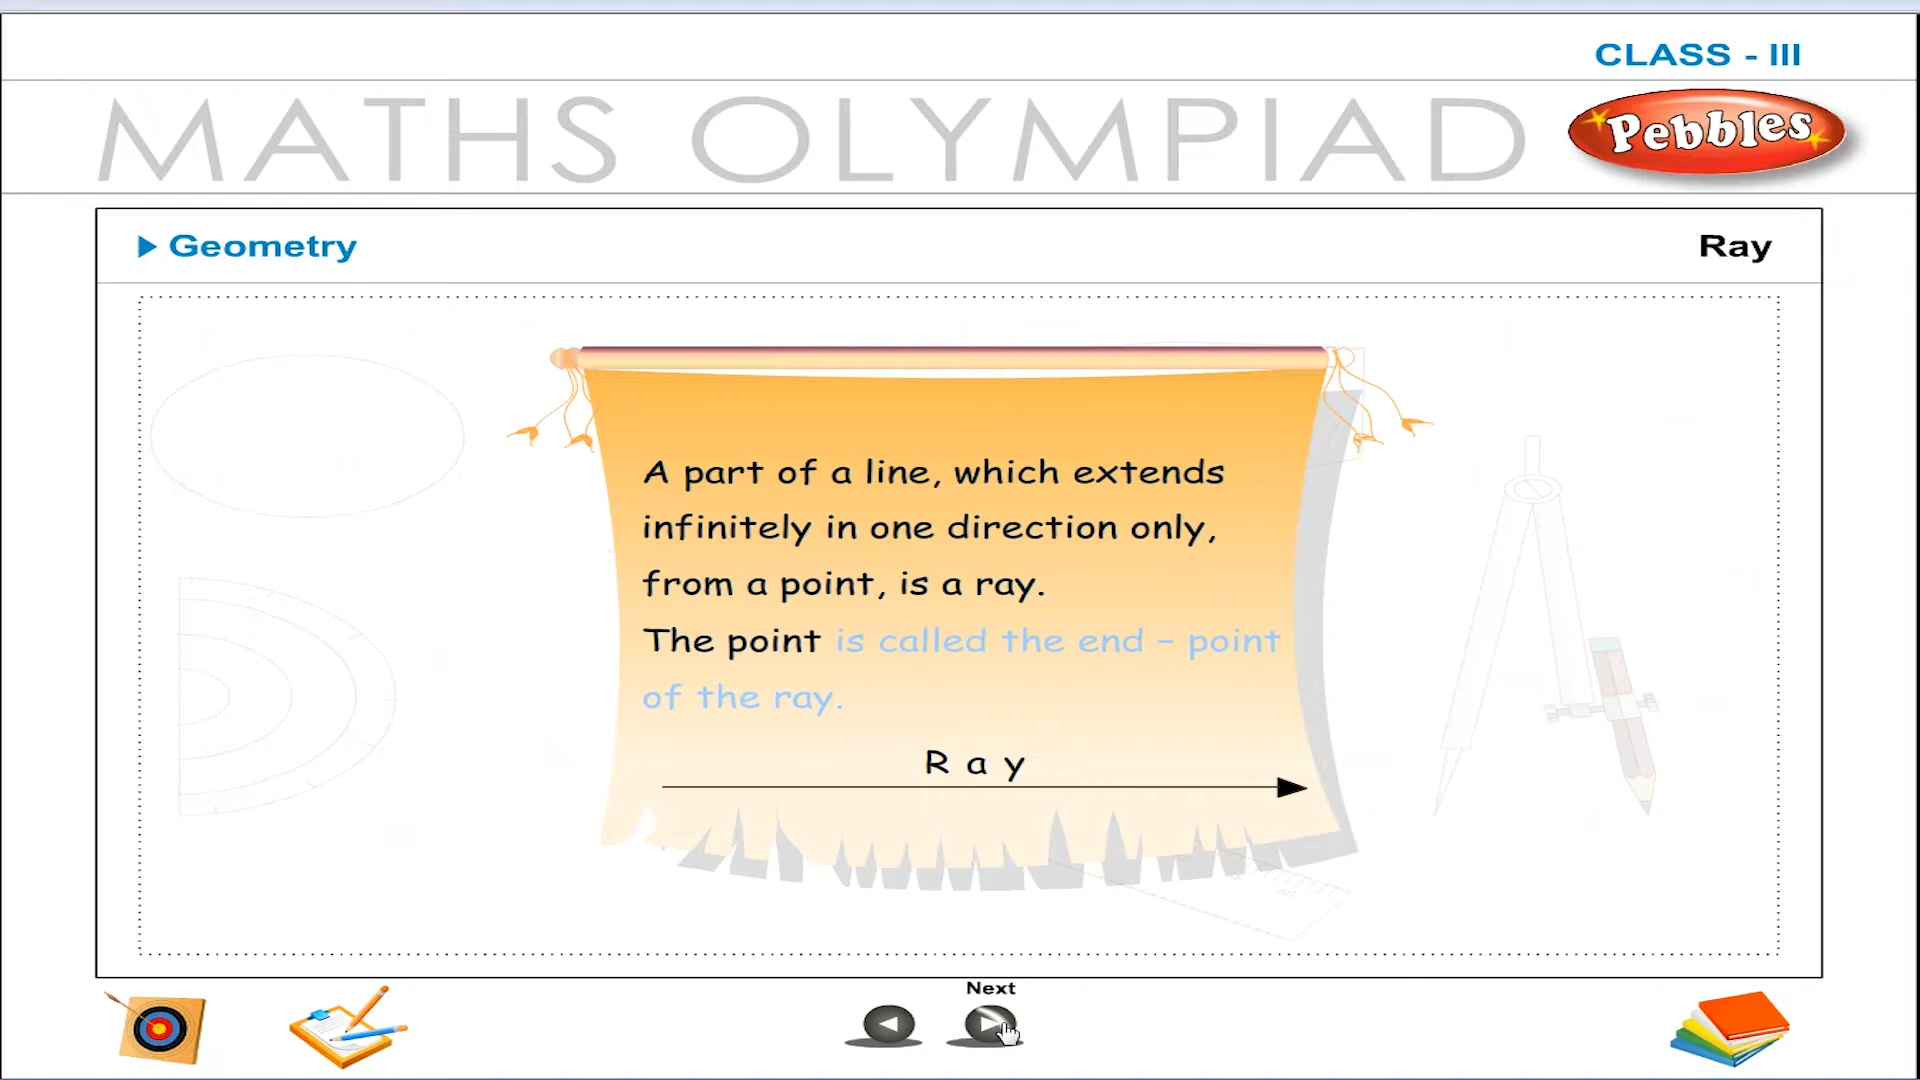 CLASS - III
MATHS OLYMPIAD
Pebbles
Geometry
Ray
A part of a line, which extends
infinitely in one direction only,
from a point, is a ray.
The point is called the end – point
of the ray.
Ray
Next